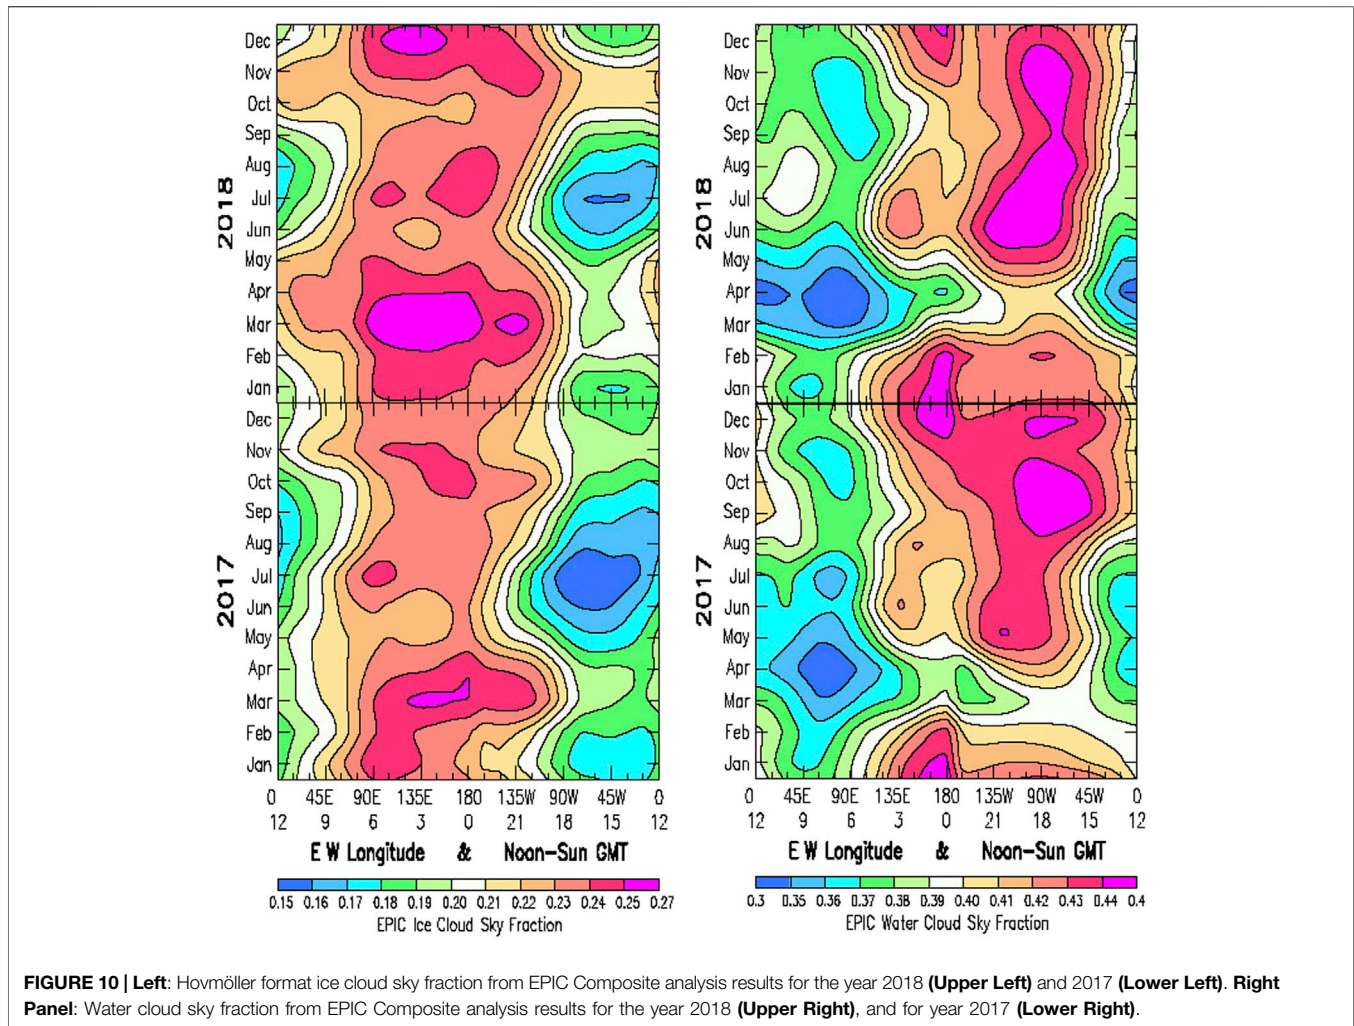 Dec
Nov
Oct
Sep
Aug
Jul
Jun
May
Apr
Mar
Feb
Jan
2018
Dec
Nov
Oct
Sep
Aug
Jul
Jun
May
Apr
Mar
Feb
Jan
2017
0 45E 90E 135E 180 135W 90W 45W 0
12 9 6 3 0 21 18 15 12
E W Longitude & Noon-Sun GMT
0.15 0.16 0.17 0.18 0.19 0.20 0.21 0.22 0.23 0.24 0.25 0.27
EPIC Ice Cloud Sky Fraction
Dec
Nov
Oct
Sep
Aug
Jul
Jun
May
Apr
Mar
Feb
Jan
2018
Dec
Nov
Oct
Sep
Aug
Jul
Jun
May
Apr
Mar
Feb
Jan
2017
0 45E 90E 135E 180 135W 90W 45W 0
12 9 6 3 0 21 18 15 12
E W Longitude & Noon-Sun GMT
0.3 0.35 0.36 0.37 0.38 0.39 0.40 0.41 0.42 0.43 0.44 0.4
EPIC Water Cloud Sky Fraction
FIGURE 10 | Left: Hovmöller format ice cloud sky fraction from EPIC Composite analysis results for the year 2018 (Upper Left) and 2017 (Lower Left). Right
Panel: Water cloud sky fraction from EPIC Composite analysis results for the year 2018 (Upper Right), and for year 2017 (Lower Right).